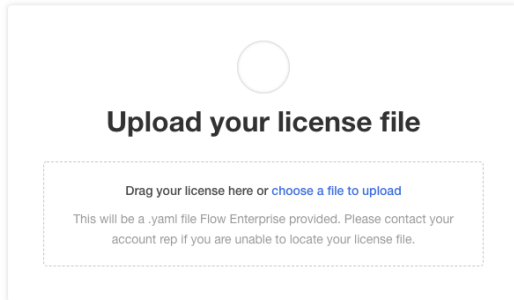 Upload your license file
Drag your license here or choose a file to upload
This will be a .yaml file Flow Enterprise provided. Please contact your
account rep if you are unable to locate your license file.